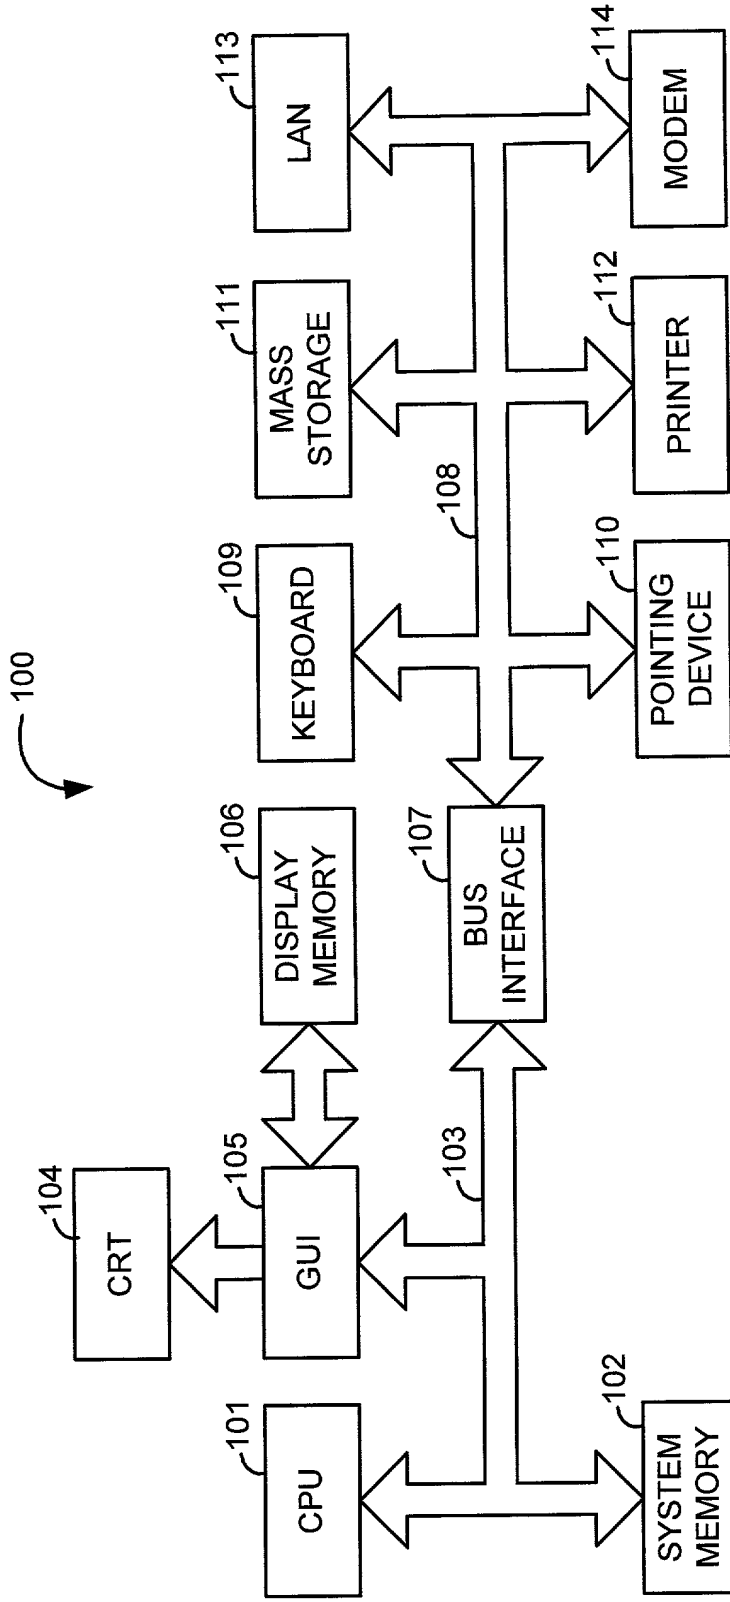 100
104
CRT
101
CPU
105
GUI
106
DISPLAY
MEMORY
109
KEYBOARD
111
MASS
STORAGE
113
LAN
103
107
BUS
INTERFACE
108
102
SYSTEM
MEMORY
110
POINTING
DEVICE
112
PRINTER
114
MODEM